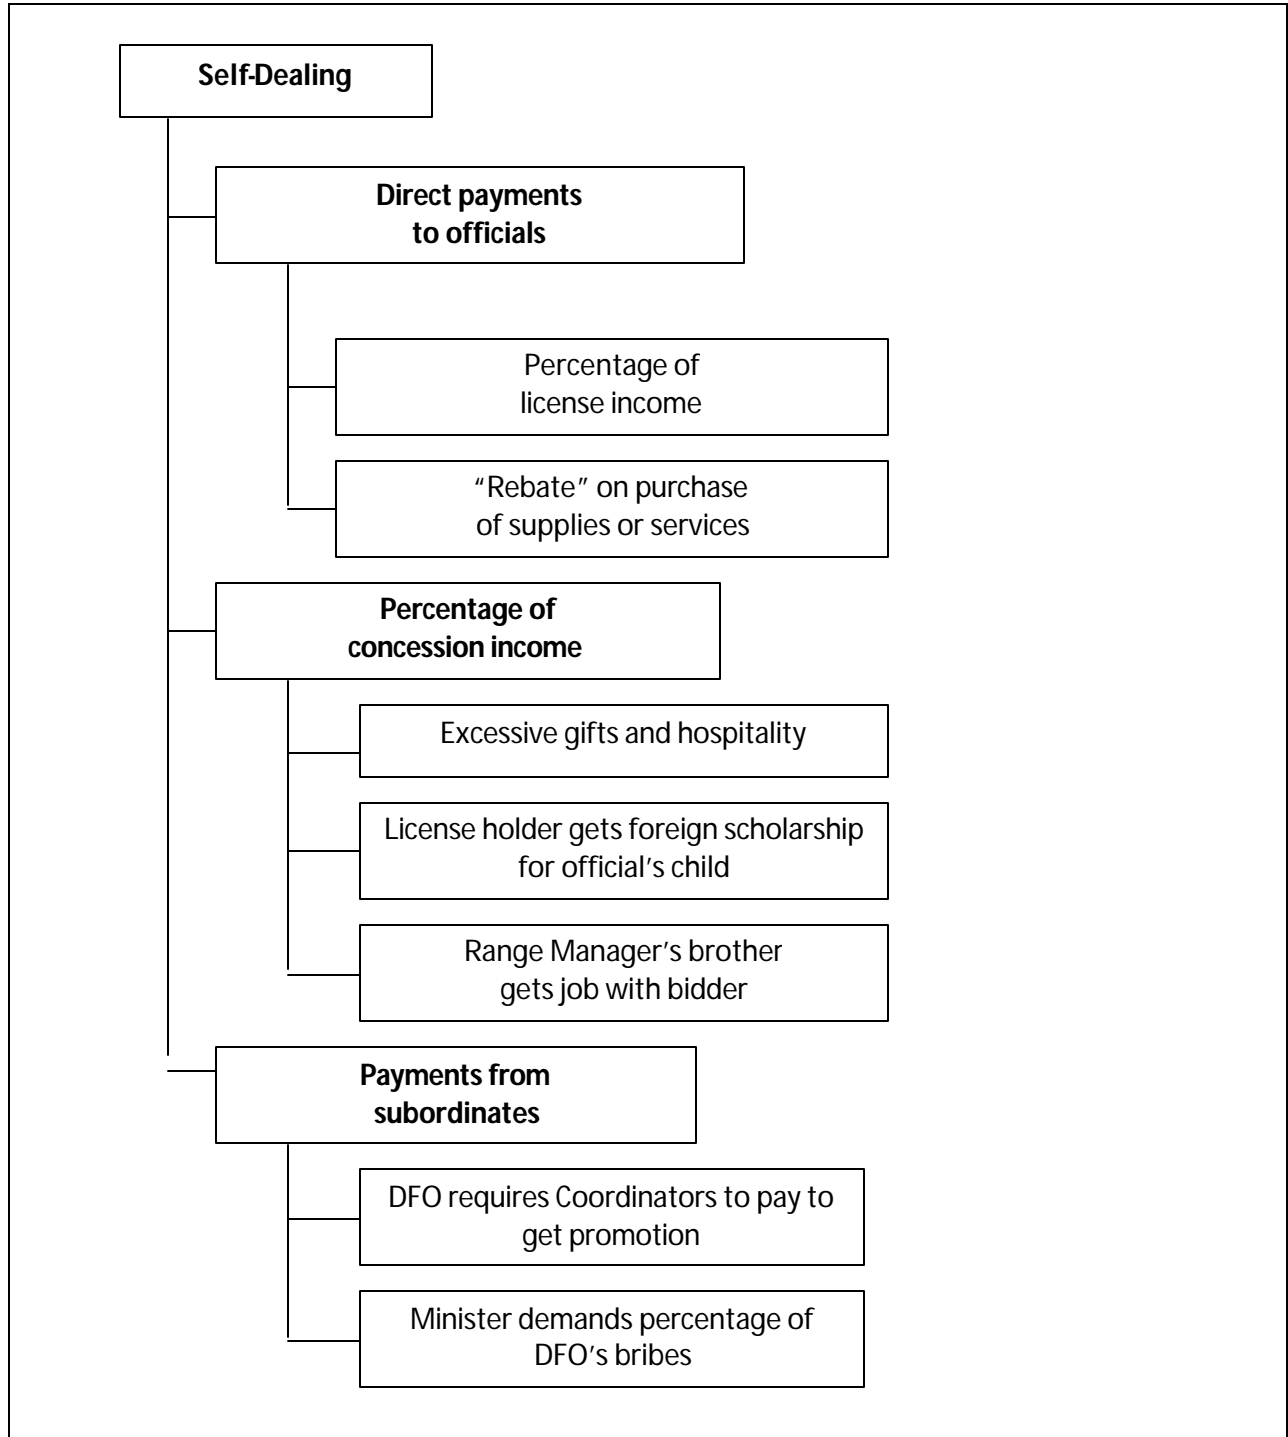 Self-Dealing
Direct payments
to officials
Percentage of
license income
“Rebate” on purchase
of supplies or services
Percentage of
concession income
Excessive gifts and hospitality
License holder gets foreign scholarship
for official’s child
Range Manager’s brother
gets job with bidder
Payments from
subordinates
DFO requires Coordinators to pay to
get promotion
Minister demands percentage of
DFO’s bribes